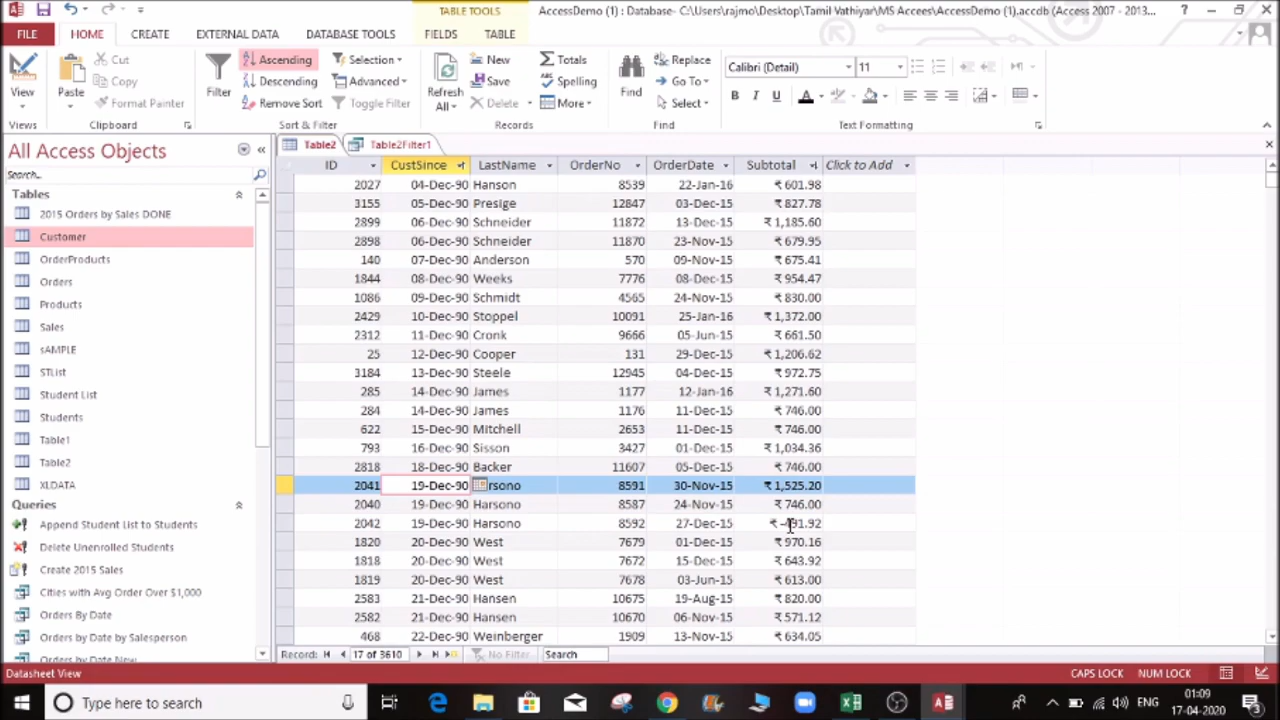 AccessDemo (1) : Database- C:\Users\rajno\Desktop\Tamil Vathiyar\MS Accees\AccessDemo (1).accdb (Access 2007 - 2013...
TABLE TOOLS
FILE HOME CREATE EXTERNAL DATA DATABASE TOOLS FIELDS TABLE
View
Views
Paste
Cut
Copy
Format Painter
Clipboard
Filter
Ascending
Descending
Remove Sort
Selection
Advanced
Toggle Filter
Sort & Filter
Refresh
All
New
Save
Delete
Totals
Spelling
More
Records
Find
Replace
Go To
Select
Find
Calibri (Detail) 11
B I U A
Text Formatting
All Access Objects
Search...
Tables
2015 Orders by Sales DONE
Customer
OrderProducts
Orders
Products
Sales
sAMPLE
STList
Student List
Students
Table1
Table2
XLDATA
Queries
Append Student List to Students
Delete Unenrolled Students
Create 2015 Sales
Cities with Avg Order Over $1,000
Orders By Date
Orders by Date by Salesperson
Orders by Date New
Table2 Table2Filter1
ID CustSince LastName OrderNo OrderDate Subtotal Click to Add
2027 04-Dec-90 Hanson 8539 22-Jan-16 ₹ 601.98
3155 05-Dec-90 Presige 12847 03-Dec-15 ₹ 827.78
2899 06-Dec-90 Schneider 11872 13-Dec-15 ₹ 1,185.60
2898 06-Dec-90 Schneider 11870 23-Nov-15 ₹ 679.95
140 07-Dec-90 Anderson 570 09-Nov-15 ₹ 675.41
1844 08-Dec-90 Weeks 7776 08-Dec-15 ₹ 954.47
1086 09-Dec-90 Schmidt 4565 24-Nov-15 ₹ 830.00
2429 10-Dec-90 Stoppel 10091 25-Jan-16 ₹ 1,372.00
2312 11-Dec-90 Cronk 9666 05-Jun-15 ₹ 661.50
25 12-Dec-90 Cooper 131 29-Dec-15 ₹ 1,206.62
3184 13-Dec-90 Steele 12945 04-Dec-15 ₹ 972.75
285 14-Dec-90 James 1177 12-Jan-16 ₹ 1,271.60
284 14-Dec-90 James 1176 11-Dec-15 ₹ 746.00
622 15-Dec-90 Mitchell 2653 11-Dec-15 ₹ 746.00
793 16-Dec-90 Sisson 3427 01-Dec-15 ₹ 1,034.36
2818 18-Dec-90 Backer 11607 05-Dec-15 ₹ 746.00
2041 19-Dec-90 rsono 8591 30-Nov-15 ₹ 1,525.20
2040 19-Dec-90 Harsono 8587 24-Nov-15 ₹ 746.00
2042 19-Dec-90 Harsono 8592 27-Dec-15
1820 20-Dec-90 West 7679 01-Dec-15 ₹ 970.16
1818 20-Dec-90 West 7672 15-Dec-15 ₹ 643.92
1819 20-Dec-90 West 7678 03-Jun-15 ₹ 613.00
2583 21-Dec-90 Hansen 10675 19-Aug-15 ₹ 820.00
2582 21-Dec-90 Hansen 10670 06-Nov-15 ₹ 571.12
468 22-Dec-90 Weinberger 1909 13-Nov-15 ₹ 634.05
Record: 17 of 3610 No Filter Search
Datasheet View CAPS LOCK NUM LOCK
Type here to search
ENG
01:09
17-04-2020
3